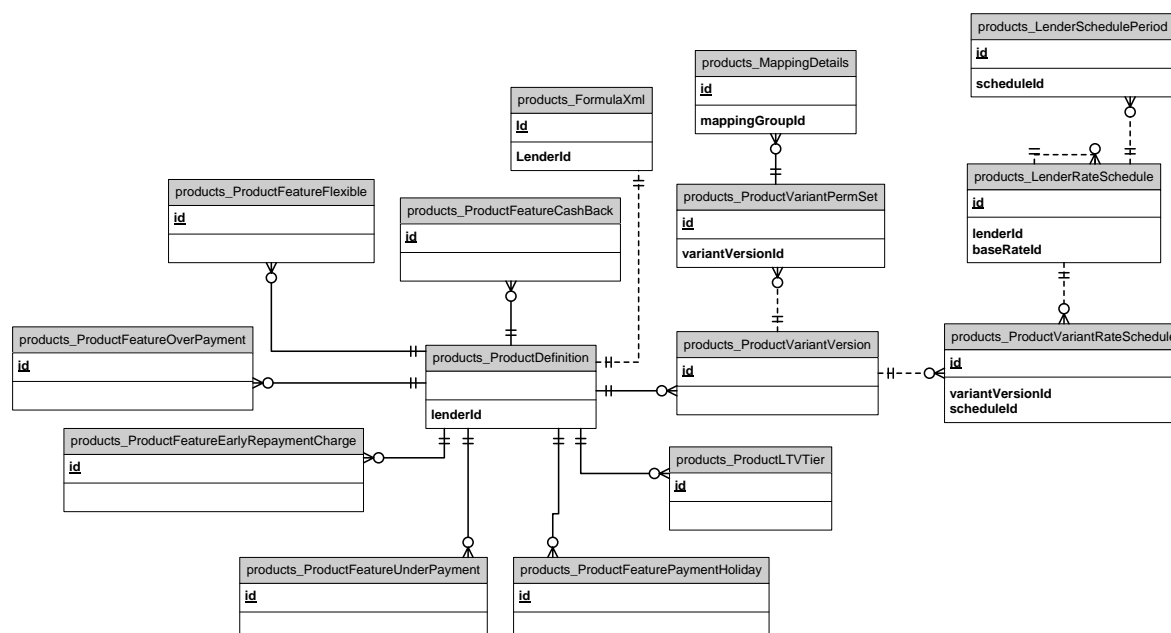 products_LenderSchedulePeriod
id
scheduleId
products_MappingDetails
id
mappingGroupId
products_FormulaXml
Id
LenderId
products_LenderRateSchedule
id
lenderId
baseRateId
products_ProductFeatureFlexible
id
products_ProductVariantPermSet
id
variantVersionId
products_ProductFeatureCashBack
id
products_ProductFeatureOverPayment
id
products_ProductDefinition
lenderId
products_ProductVariantVersion
id
products_ProductVariantRateSchedule
id
variantVersionId
scheduleId
products_ProductFeatureEarlyRepaymentCharge
id
products_ProductLTVTier
id
products_ProductFeatureUnderPayment
id
products_ProductFeaturePaymentHoliday
id